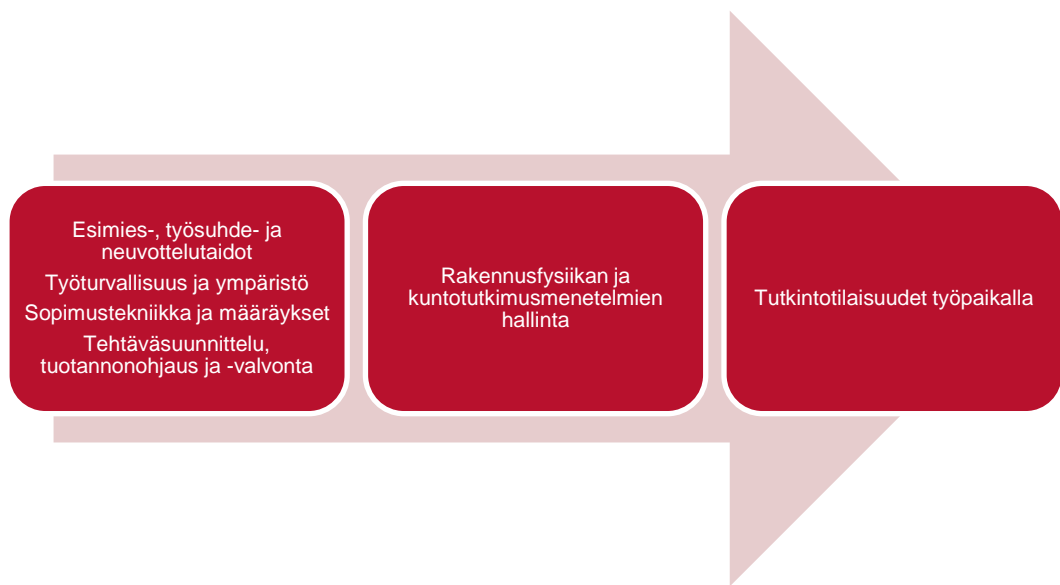 Esimies-, työsuhde- ja
neuvottelutaidot
Työturvallisuus ja ympäristö
Sopimustekniikka ja määräykset
Tehtäväsuunnittelu,
tuotannonohjaus ja -valvonta
Rakennusfysiikan ja
kuntotutkimusmenetelmien
hallinta
Tutkintotilaisuudet työpaikalla